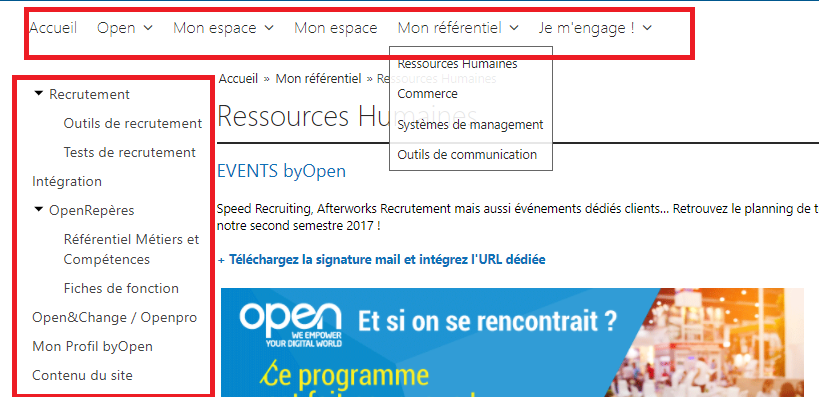 Accueil Open Mon espace Mon espace Mon référentiel Je m'engage !
Ressources Humaines
Commerce
Systèmes de management
Outils de communication
Recrutement
Outils de recrutement
Tests de recrutement
Intégration
OpenRepères
Référentiel Métiers et
Compétences
Fiches de fonction
Open&Change / Openpro
Mon Profil byOpen
Contenu du site
Accueil » Mon référentiel » Ressources Humaines
Ressources Humaines
EVENTS byOpen
Speed Recruiting, Afterworks Recrutement mais aussi événements dédiés clients... Retrouvez le planning de
notre second semestre 2017 !
+ Téléchargez la signature mail et intégrez l'URL dédiée
open
WE EMPOWER
YOUR DIGITAL WORLD
Et si on se rencontrait ?
Le programme